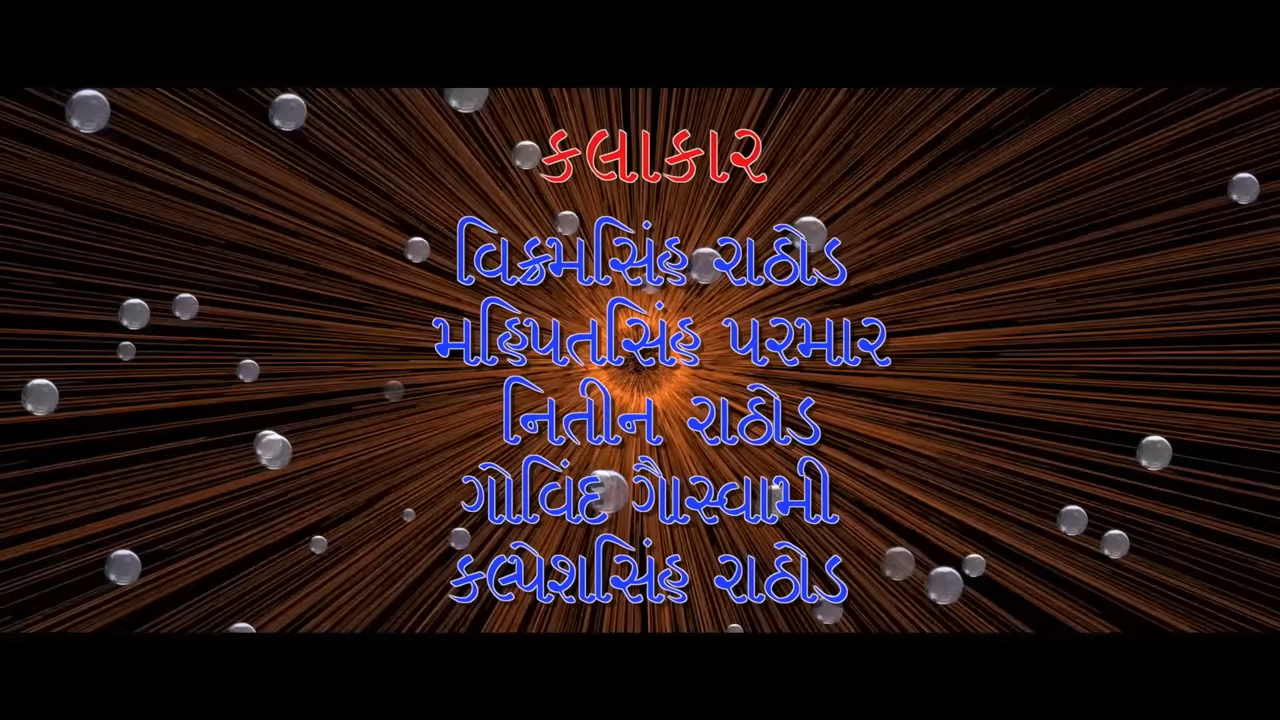 કલાકાર
વિક્રમસિંહ રાઠોડ
મહિપતસિંહ પરમાર
નિતીન રાઠોડ
ગોવિંદ ગૌસ્વામી
કલ્પેશસિંહ રાઠોડ